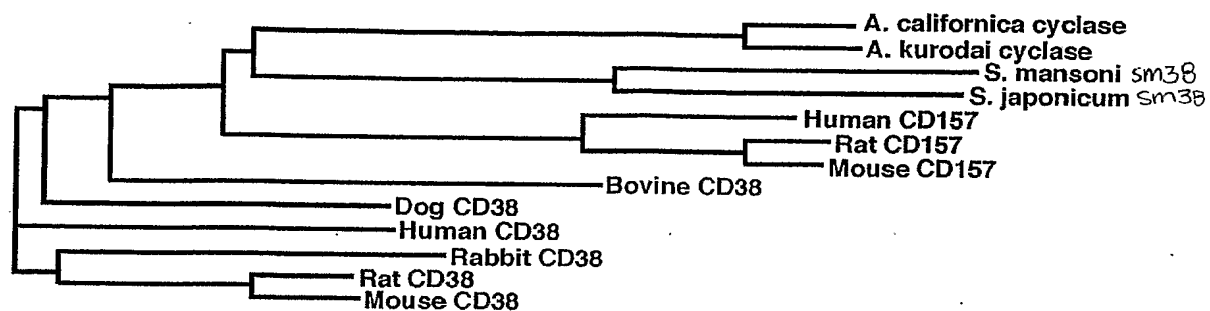 A. californica cyclase
A. kurodai cyclase
S. mansoni sm38
S. japonicum sm38
Human CD157
Rat CD157
Mouse CD157
Bovine CD38
Dog CD38
Human CD38
Rabbit CD38
Rat CD38
Mouse CD38